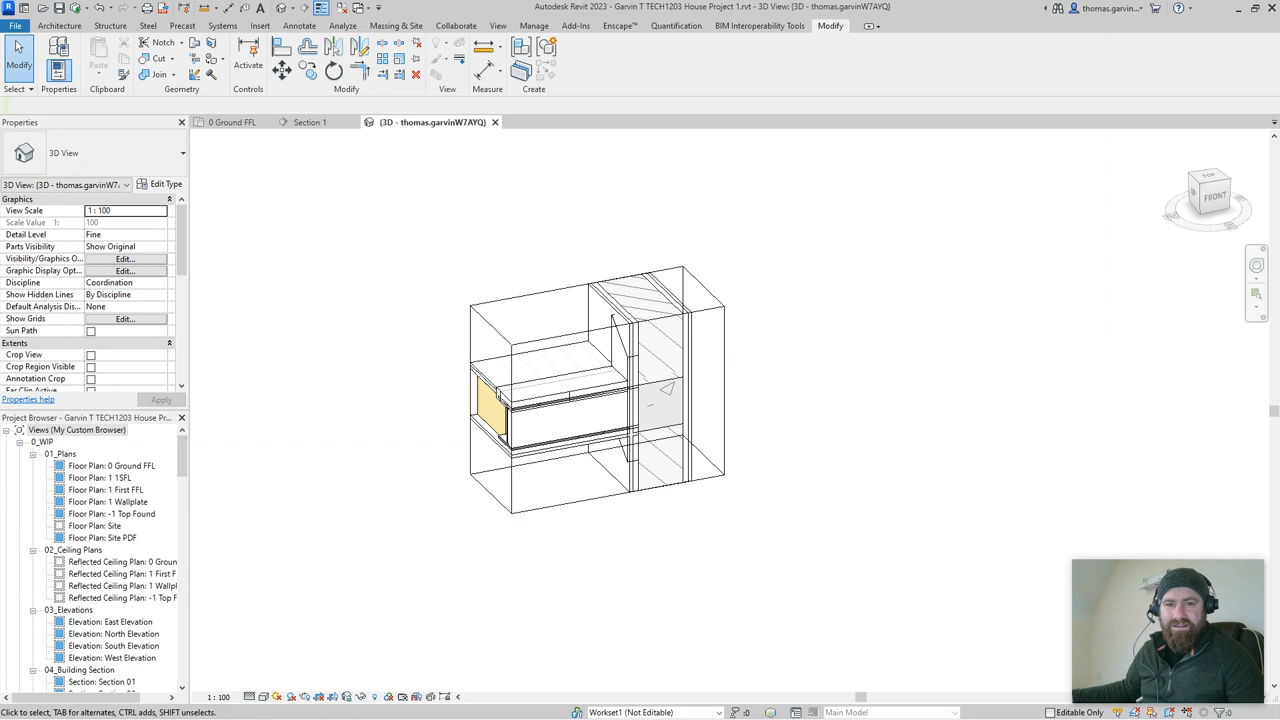 Autodesk Revit 2023 - Garvin T TECH1203 House Project 1.rvt - 3D View: {3D - thomas.garvinW7AYQ}
thomas.garvin...
File Architecture Structure Steel Precast Systems Insert Annotate Analyze Massing & Site Collaborate View Manage Add-Ins Enscape™ Quantification BIM Interoperability Tools Modify
Modify
Properties
Paste
Notch
Cut
Join
Activate
Select Properties Clipboard Geometry Controls Modify View Measure Create
Properties
0 Ground FFL
Section 1
{3D - thomas.garvinW7AYQ}
3D View
3D View: {3D - thomas.garvinW7
Edit Type
Graphics
View Scale 1 : 100
Scale Value 1: 100
Detail Level Fine
Parts Visibility Show Original
Visibility/Graphics O... Edit...
Graphic Display Opt... Edit...
Discipline Coordination
Show Hidden Lines By Discipline
Default Analysis Dis... None
Show Grids Edit...
Sun Path
Extents
Crop View
Crop Region Visible
Annotation Crop
Properties help
Apply
Project Browser - Garvin T TECH1203 House Pr...
Views (My Custom Browser)
0_WIP
01_Plans
Floor Plan: 0 Ground FFL
Floor Plan: 1 1SFL
Floor Plan: 1 First FFL
Floor Plan: 1 Wallplate
Floor Plan: -1 Top Found
Floor Plan: Site
Floor Plan: Site PDF
02_Ceiling Plans
Reflected Ceiling Plan: 0 Groun
Reflected Ceiling Plan: 1 First F
Reflected Ceiling Plan: 1 Wallpl
Reflected Ceiling Plan: -1 Top F
03_Elevations
Elevation: East Elevation
Elevation: North Elevation
Elevation: South Elevation
Elevation: West Elevation
04_Building Section
Section: Section 01
TOP
FRONT
1 : 100
Click to select, TAB for alternates, CTRL adds, SHIFT unselects.
Workset1 (Not Editable)
:0
Main Model
Editable Only
:0